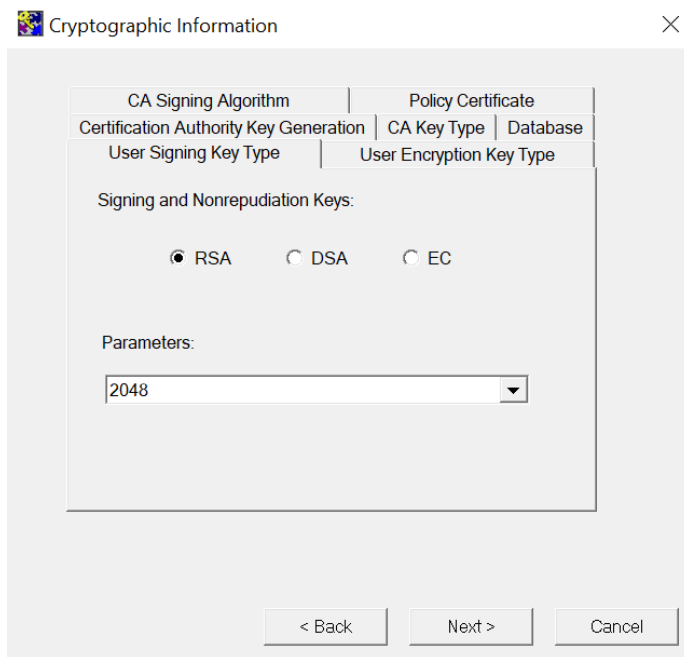 Cryptographic Information
CA Signing Algorithm
Policy Certificate
Certification Authority Key Generation
CA Key Type
Database
User Signing Key Type
User Encryption Key Type
Signing and Nonrepudiation Keys:
RSA DSA EC
Parameters:
2048
< Back Next > Cancel